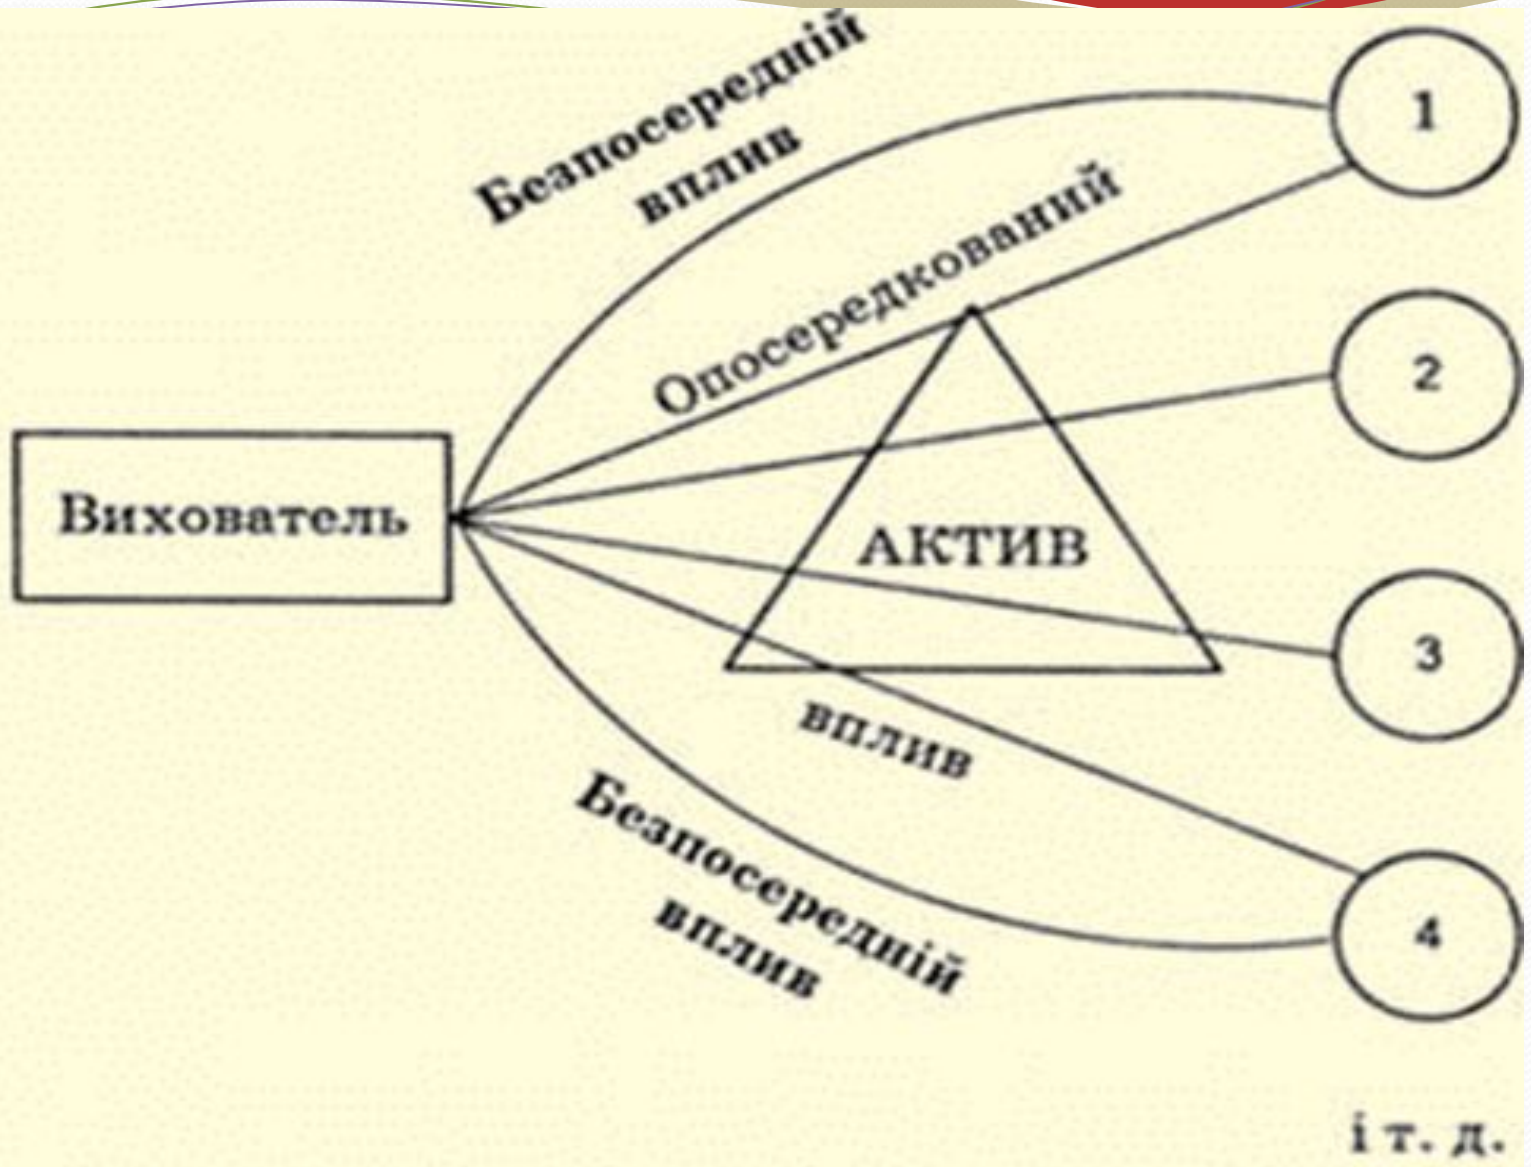 Безпосередній
вплив
Опосередкований
1
2
Вихователь
АКТИВ
3
вплив
Безпосередній
вплив
4
і т. д.